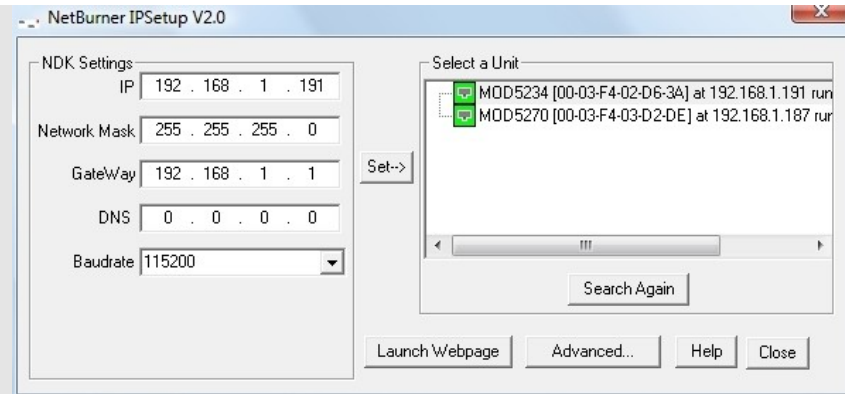 NetBurner IPSetup V2.0
NDK Settings
IP 192 . 168 . 1 . 191
Network Mask 255 . 255 . 255 . 0
GateWay 192 . 168 . 1 . 1
DNS 0 . 0 . 0 . 0
Baudrate 115200
Set-->
Select a Unit
MOD5234 [00-03-F4-02-D6-3A] at 192.168.1.191 run
MOD5270 [00-03-F4-03-D2-DE] at 192.168.1.187 rur
Search Again
Launch Webpage Advanced... Help Close